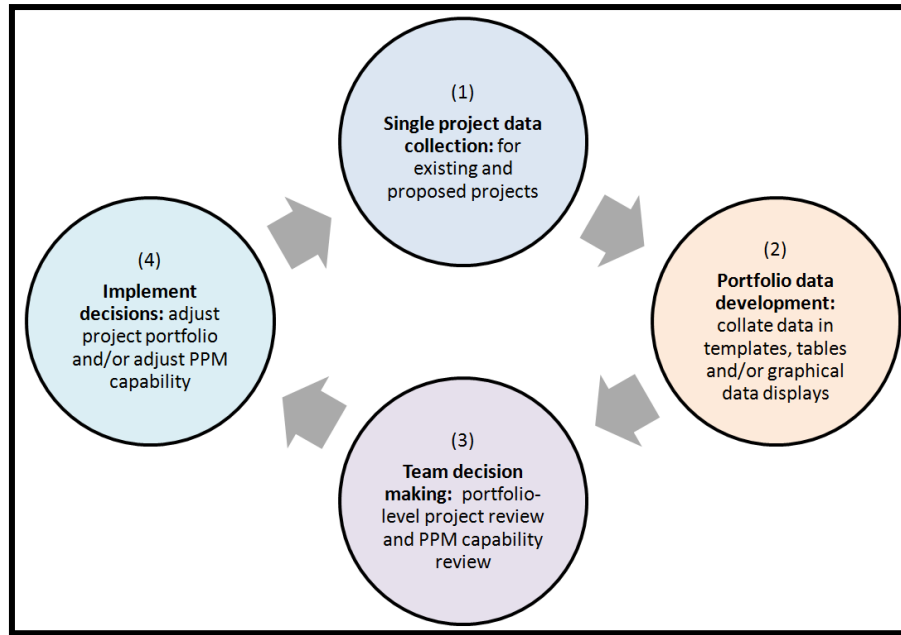 (1)
Single project data
collection: for
existing and
proposed projects
(2)
Portfolio data
development:
collate data in
templates, tables
and/or graphical
data displays
(3)
Team decision
making:  portfolio-
level project review
and PPM capability
review
(4)
Implement
decisions: adjust
project portfolio
and/or adjust PPM
capability